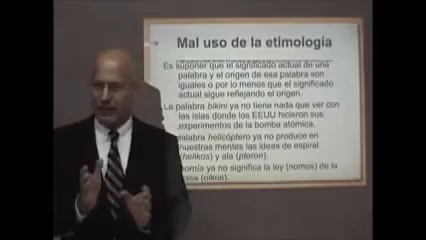 Mal uso de la etimología
Es suponer que el significado actual de una
palabra y el origen de esa palabra son
iguales o por lo menos que el significado
actual sigue reflejando el origen.
La palabra bikini ya no tiene nada que ver con
las islas donde los EEUU hicieron sus
experimentos de la bomba atómica.
palabra helicóptero ya no produce en
nuestras mentes las ideas de espiral
(helikos) y ala (pteron).
ya no significa la ley (nomos) de la
(oikos).